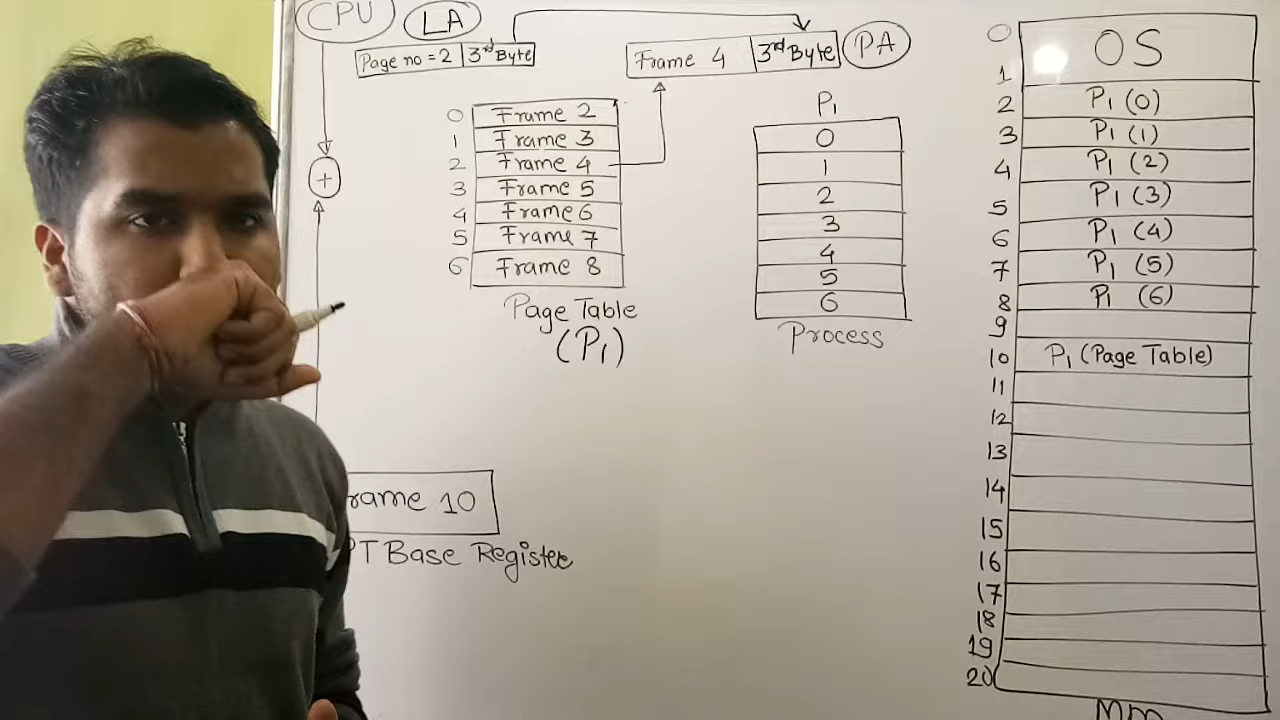 CPU
LA
Page no = 2 3rd Byte
Frame 4 3rd Byte
PA
0 Frame 2
1 Frame 3
2 Frame 4
3 Frame 5
4 Frame 6
5 Frame 7
6 Frame 8
Page Table
(P1)
+
P1
0
1
2
3
4
5
6
Process
rame 10
PT Base Register
0 OS
1
2 P1 (0)
3 P1 (1)
4 P1 (2)
5 P1 (3)
6 P1 (4)
7 P1 (5)
8 P1 (6)
9
10 P1 (Page Table)
11
12
13
14
15
16
17
18
19
20
MM